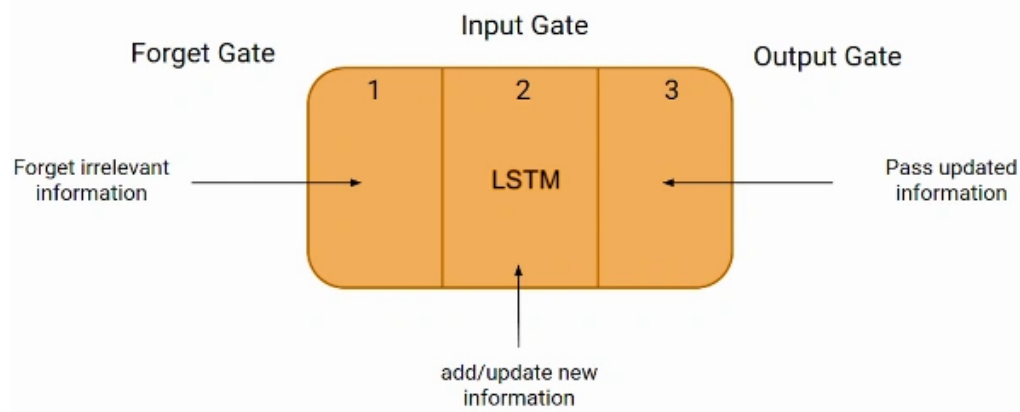 Input Gate
Forget Gate
Output Gate
1
2
3
Forget irrelevant
information
LSTM
Pass updated
information
add/update new
information